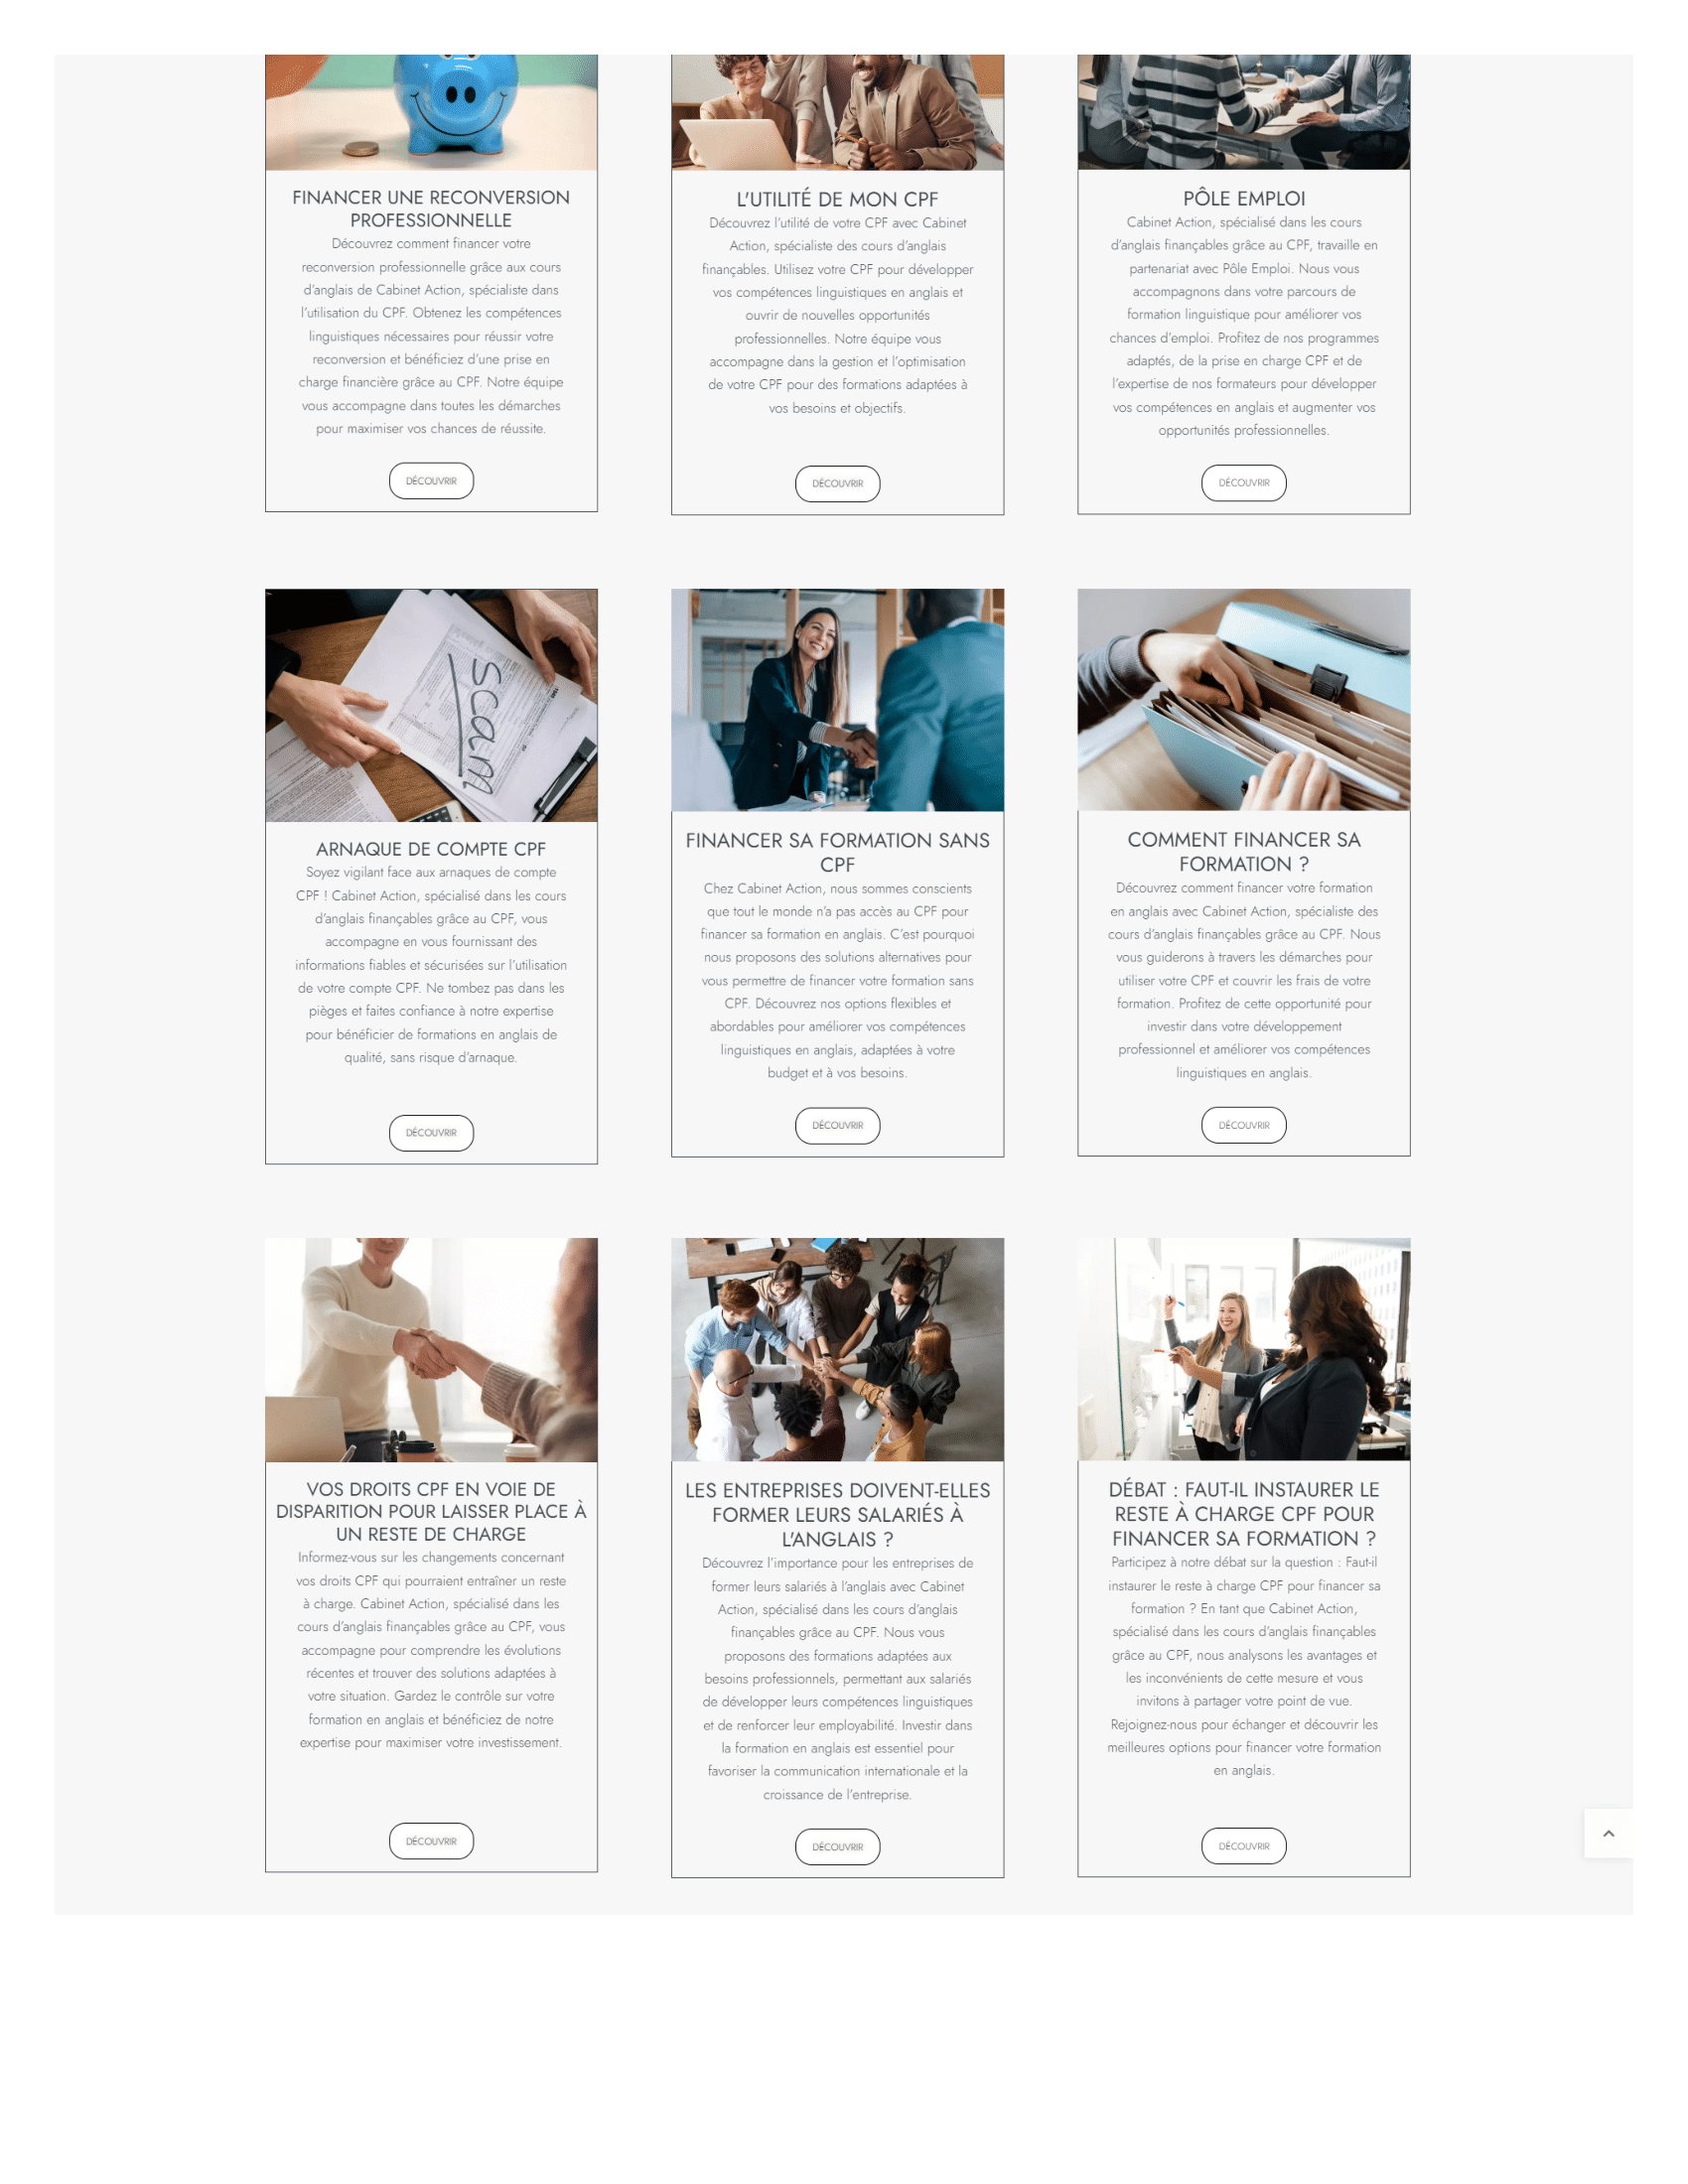 FINANCER UNE RECONVERSION
PROFESSIONNELLE
Découvrez comment financer votre
reconversion professionnelle grâce aux cours
d'anglais de Cabinet Action, spécialiste dans
l'utilisation du CPF. Obtenez les compétences
linguistiques nécessaires pour réussir votre
reconversion et bénéficiez d'une prise en
charge financière grâce au CPF. Notre équipe
vous accompagne dans toutes les démarches
pour maximiser vos chances de réussite.
DÉCOUVRIR
L'UTILITÉ DE MON CPF
Découvrez l'utilité de votre CPF avec Cabinet
Action, spécialiste des cours d'anglais
finançables. Utilisez votre CPF pour développer
vos compétences linguistiques en anglais et
ouvrir de nouvelles opportunités
professionnelles. Notre équipe vous
accompagne dans la gestion et l'optimisation
de votre CPF pour des formations adaptées à
vos besoins et objectifs.
DÉCOUVRIR
PÔLE EMPLOI
Cabinet Action, spécialisé dans les cours
d'anglais finançables grâce au CPF, travaille en
partenariat avec Pôle Emploi. Nous vous
accompagnons dans votre parcours de
formation linguistique pour améliorer vos
chances d'emploi. Profitez de nos programmes
adaptés, de la prise en charge CPF et de
l'expertise de nos formateurs pour développer
vos compétences en anglais et augmenter vos
opportunités professionnelles.
DÉCOUVRIR
scam
ARNAQUE DE COMPTE CPF
Soyez vigilant face aux arnaques de compte
CPF ! Cabinet Action, spécialisé dans les cours
d'anglais finançables grâce au CPF, vous
accompagne en vous fournissant des
informations fiables et sécurisées sur l'utilisation
de votre compte CPF. Ne tombez pas dans les
pièges et faites confiance à notre expertise
pour bénéficier de formations en anglais de
qualité, sans risque d'arnaque.
DÉCOUVRIR
FINANCER SA FORMATION SANS
CPF
Chez Cabinet Action, nous sommes conscients
que tout le monde n'a pas accès au CPF pour
financer sa formation en anglais. C'est pourquoi
nous proposons des solutions alternatives pour
vous permettre de financer votre formation sans
CPF. Découvrez nos options flexibles et
abordables pour améliorer vos compétences
linguistiques en anglais, adaptées à votre
budget et à vos besoins.
DÉCOUVRIR
COMMENT FINANCER SA
FORMATION ?
Découvrez comment financer votre formation
en anglais avec Cabinet Action, spécialiste des
cours d'anglais finançables grâce au CPF. Nous
vous guiderons à travers les démarches pour
utiliser votre CPF et couvrir les frais de votre
formation. Profitez de cette opportunité pour
investir dans votre développement
professionnel et améliorer vos compétences
linguistiques en anglais.
DÉCOUVRIR
VOS DROITS CPF EN VOIE DE
DISPARITION POUR LAISSER PLACE À
UN RESTE DE CHARGE
Informez-vous sur les changements concernant
vos droits CPF qui pourraient entraîner un reste
à charge. Cabinet Action, spécialisé dans les
cours d'anglais finançables grâce au CPF, vous
accompagne pour comprendre les évolutions
récentes et trouver des solutions adaptées à
votre situation. Gardez le contrôle sur votre
formation en anglais et bénéficiez de notre
expertise pour maximiser votre investissement.
DÉCOUVRIR
LES ENTREPRISES DOIVENT-ELLES
FORMER LEURS SALARIÉS À
L'ANGLAIS ?
Découvrez l'importance pour les entreprises de
former leurs salariés à l'anglais avec Cabinet
Action, spécialisé dans les cours d'anglais
finançables grâce au CPF. Nous vous
proposons des formations adaptées aux
besoins professionnels, permettant aux salariés
de développer leurs compétences linguistiques
et de renforcer leur employabilité. Investir dans
la formation en anglais est essentiel pour
favoriser la communication internationale et la
croissance de l'entreprise.
DÉCOUVRIR
DÉBAT : FAUT-IL INSTAURER LE
RESTE À CHARGE CPF POUR
FINANCER SA FORMATION ?
Participez à notre débat sur la question : Faut-il
instaurer le reste à charge CPF pour financer sa
formation ? En tant que Cabinet Action,
spécialisé dans les cours d'anglais finançables
grâce au CPF, nous analysons les avantages et
les inconvénients de cette mesure et vous
invitons à partager votre point de vue.
Rejoignez-nous pour échanger et découvrir les
meilleures options pour financer votre formation
en anglais.
DÉCOUVRIR